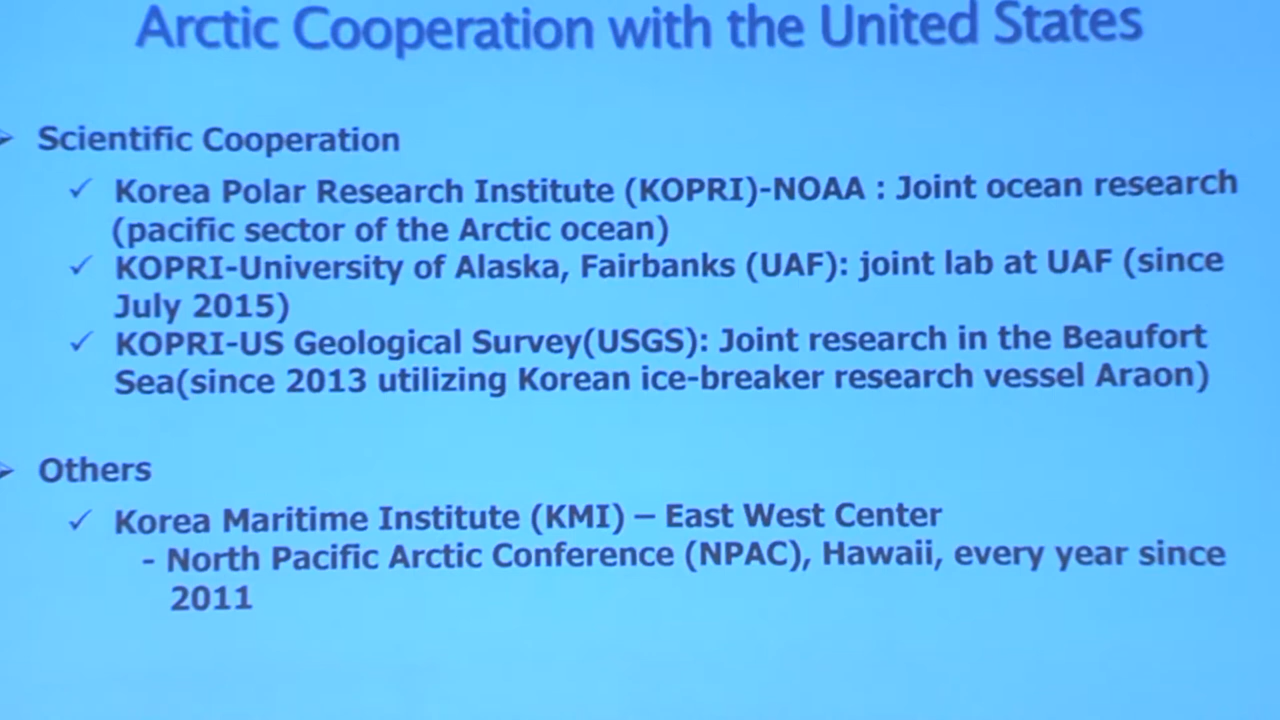 Arctic Cooperation with the United States
➢ Scientific Cooperation
✓ Korea Polar Research Institute (KOPRI)-NOAA : Joint ocean research
(pacific sector of the Arctic ocean)
✓ KOPRI-University of Alaska, Fairbanks (UAF): joint lab at UAF (since
July 2015)
✓ KOPRI-US Geological Survey(USGS): Joint research in the Beaufort
Sea(since 2013 utilizing Korean ice-breaker research vessel Araon)
➢ Others
✓ Korea Maritime Institute (KMI) – East West Center
- North Pacific Arctic Conference (NPAC), Hawaii, every year since
2011